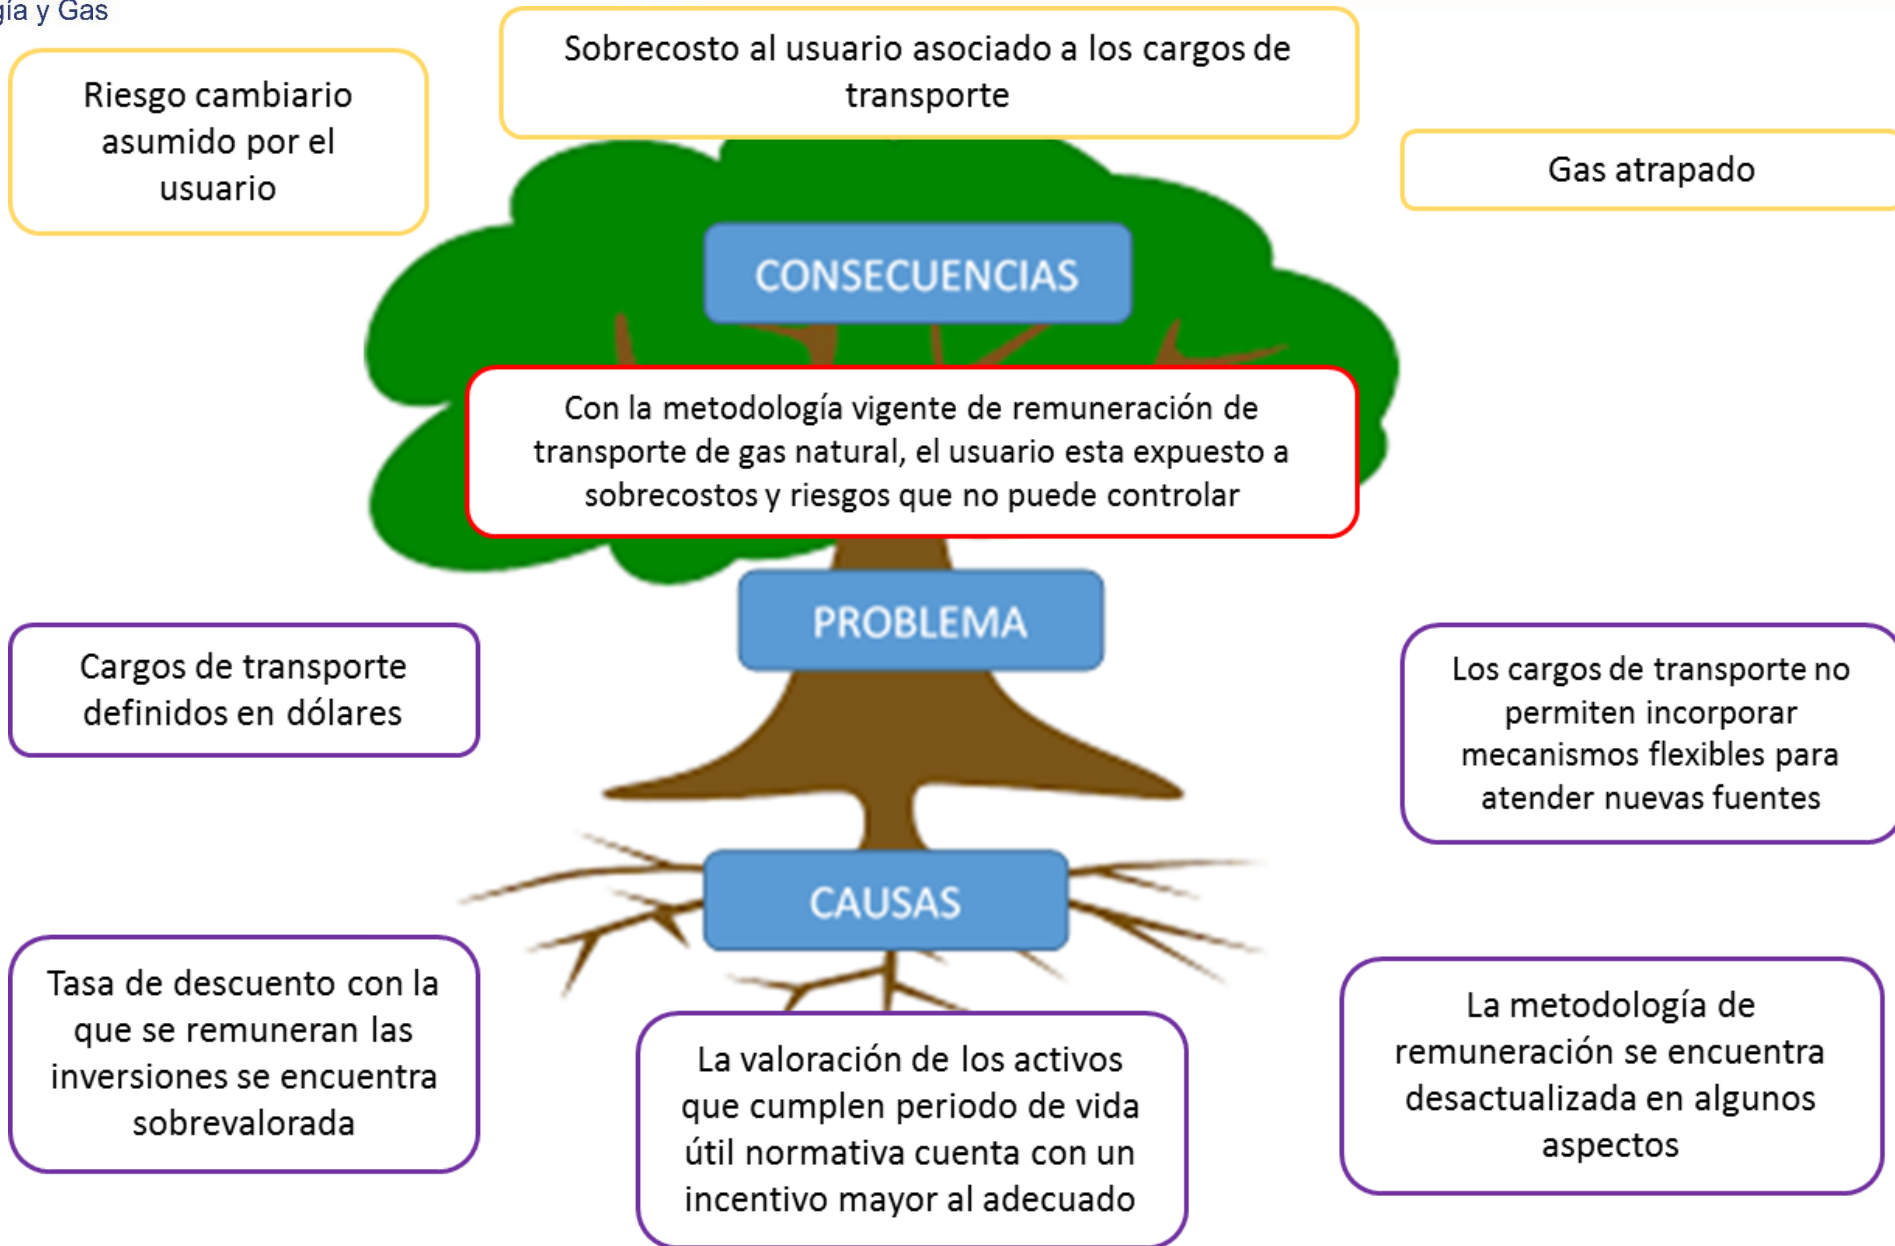 y Gas
Sobrecosto al usuario asociado a los cargos de
transporte
Riesgo cambiario
asumido por el
usuario
Gas atrapado
CONSECUENCIAS
Con la metodología vigente de remuneración de
transporte de gas natural, el usuario esta expuesto a
sobrecostos y riesgos que no puede controlar
PROBLEMA
Cargos de transporte
definidos en dólares
Los cargos de transporte no
permiten incorporar
mecanismos flexibles para
atender nuevas fuentes
CAUSAS
Tasa de descuento con la
que se remuneran las
inversiones se encuentra
sobrevalorada
La valoración de los activos
que cumplen periodo de vida
útil normativa cuenta con un
incentivo mayor al adecuado
La metodología de
remuneración se encuentra
desactualizada en algunos
aspectos